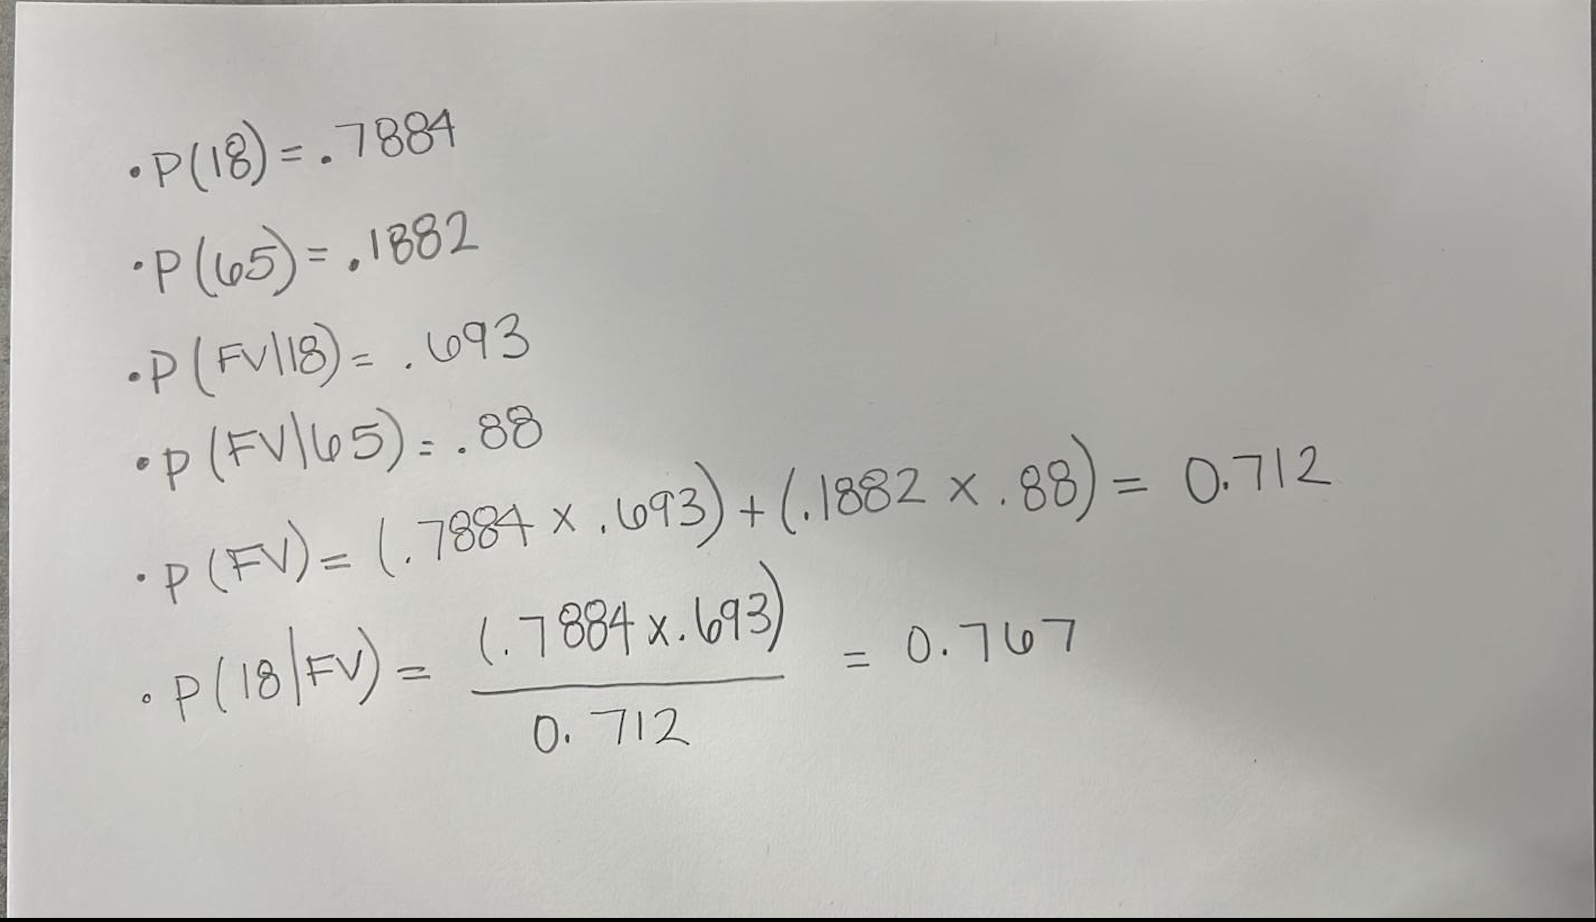 • P(18) = .7884
• P(65) = .1882
• P(FV|18) = .693
• P(FV|65) = .88
• P(FV) = (.7884 x .693) + (.1882 x .88) = 0.712
• P(18|FV) = (.7884 x .693) / 0.712 = 0.767